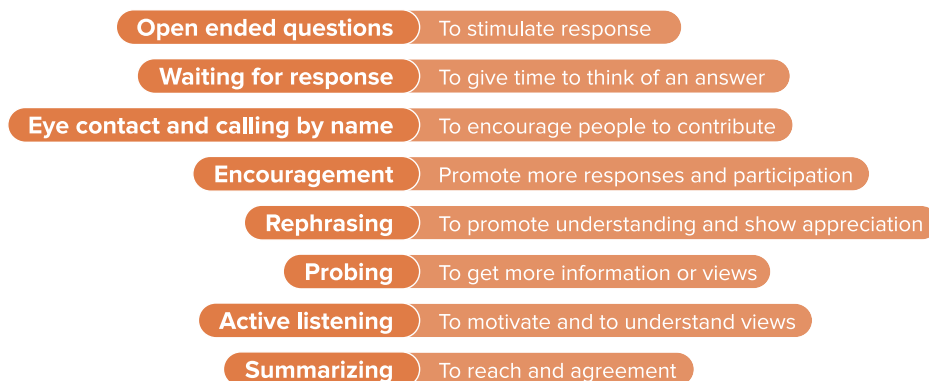 Open ended questions To stimulate response
Waiting for response To give time to think of an answer
Eye contact and calling by name To encourage people to contribute
Encouragement Promote more responses and participation
Rephrasing To promote understanding and show appreciation
Probing To get more information or views
Active listening To motivate and to understand views
Summarizing To reach and agreement